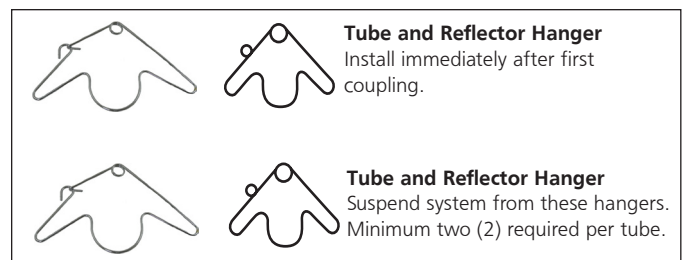 Tube and Reflector Hanger
Install immediately after first
coupling.
Tube and Reflector Hanger
Suspend system from these hangers.
Minimum two (2) required per tube.